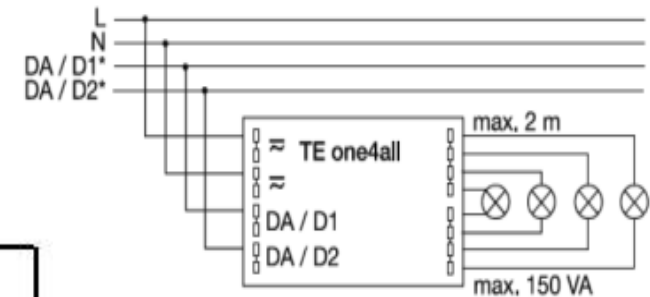 L
N
DA / D1*
DA / D2*
max. 2 m
≂ TE one4all
≂
DA / D1
DA / D2
max. 150 VA